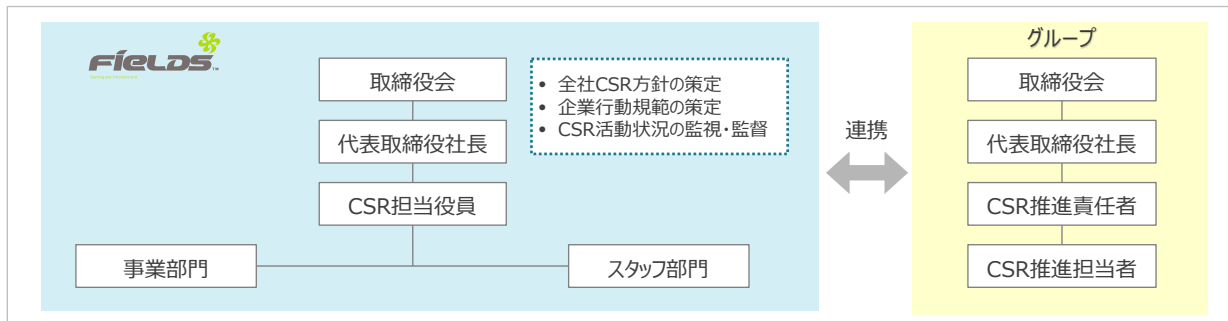 FIELDS
取締役会
代表取締役社長
CSR担当役員
事業部門
スタッフ部門
• 全社CSR方針の策定
• 企業行動規範の策定
• CSR活動状況の監視・監督
連携
グループ
取締役会
代表取締役社長
CSR推進責任者
CSR推進担当者